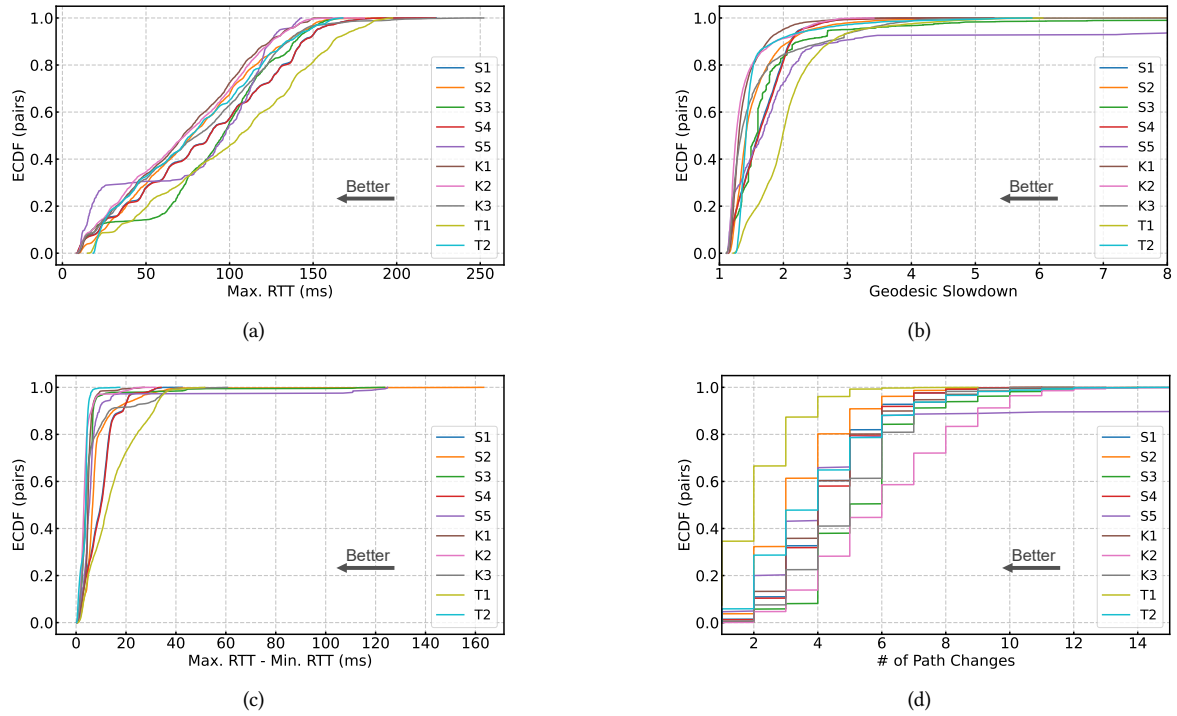 1.0
0.8
0.6
0.4
0.2
0.0
ECDF (pairs)
0
50
100
150
200
250
Max. RTT (ms)
Better
S1
S2
S3
S4
S5
K1
K2
K3
T1
T2
(a)
1.0
0.8
0.6
0.4
0.2
0.0
ECDF (pairs)
1
2
3
4
5
6
7
8
Geodesic Slowdown
Better
S1
S2
S3
S4
S5
K1
K2
K3
T1
T2
(b)
1.0
0.8
0.6
0.4
0.2
0.0
ECDF (pairs)
0
20
40
60
80
100
120
140
160
Max. RTT - Min. RTT (ms)
Better
S1
S2
S3
S4
S5
K1
K2
K3
T1
T2
(c)
1.0
0.8
0.6
0.4
0.2
0.0
ECDF (pairs)
2
4
6
8
10
12
14
# of Path Changes
Better
S1
S2
S3
S4
S5
K1
K2
K3
T1
T2
(d)